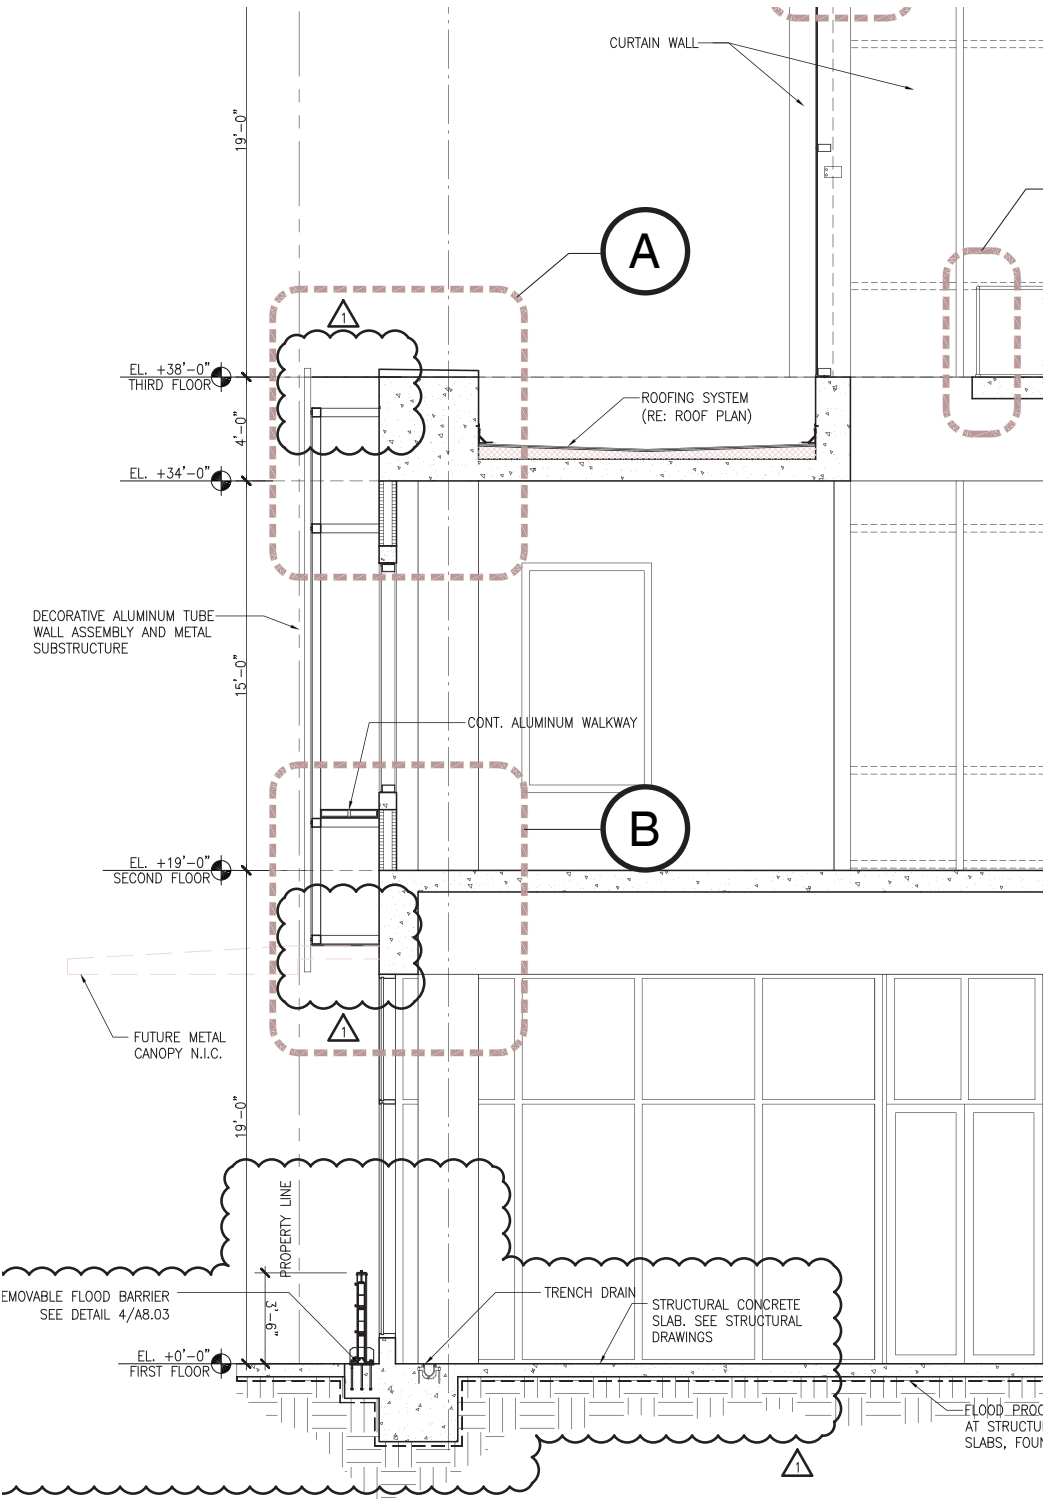 CURTAIN WALL
19'-0"
A
1
EL. +38'-0"
THIRD FLOOR
ROOFING SYSTEM
(RE: ROOF PLAN)
4'-0"
EL. +34'-0"
DECORATIVE ALUMINUM TUBE
WALL ASSEMBLY AND METAL
SUBSTRUCTURE
15'-0"
CONT. ALUMINUM WALKWAY
B
EL. +19'-0"
SECOND FLOOR
1
FUTURE METAL
CANOPY N.I.C.
19'-0"
PROPERTY LINE
EMOVABLE FLOOD BARRIER
SEE DETAIL 4/A8.03
3'-6"
TRENCH DRAIN
STRUCTURAL CONCRETE
SLAB. SEE STRUCTURAL
DRAWINGS
EL. +0'-0"
FIRST FLOOR
FLOOD PROO
AT STRUCTU
SLABS, FOUN
1